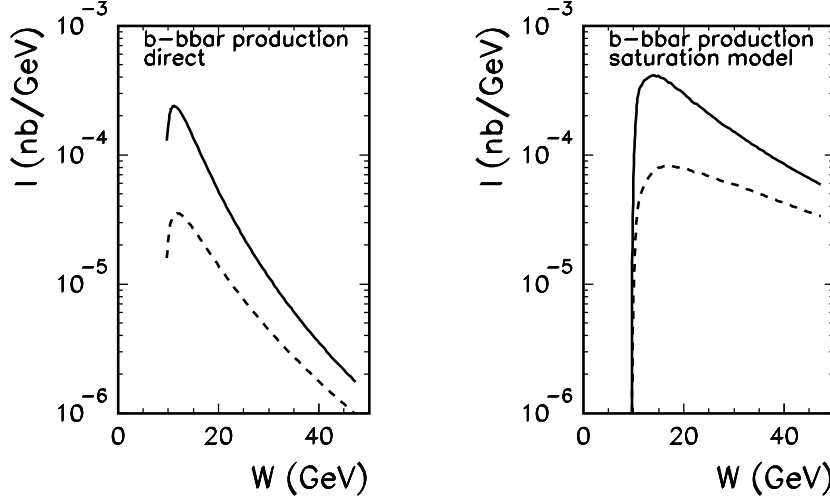 10^-3
b-bbar production
direct
I (nb/GeV)
10^-4
10^-5
10^-6
0 20 40
W (GeV)
10^-3
b-bbar production
saturation model
I (nb/GeV)
10^-4
10^-5
10^-6
0 20 40
W (GeV)